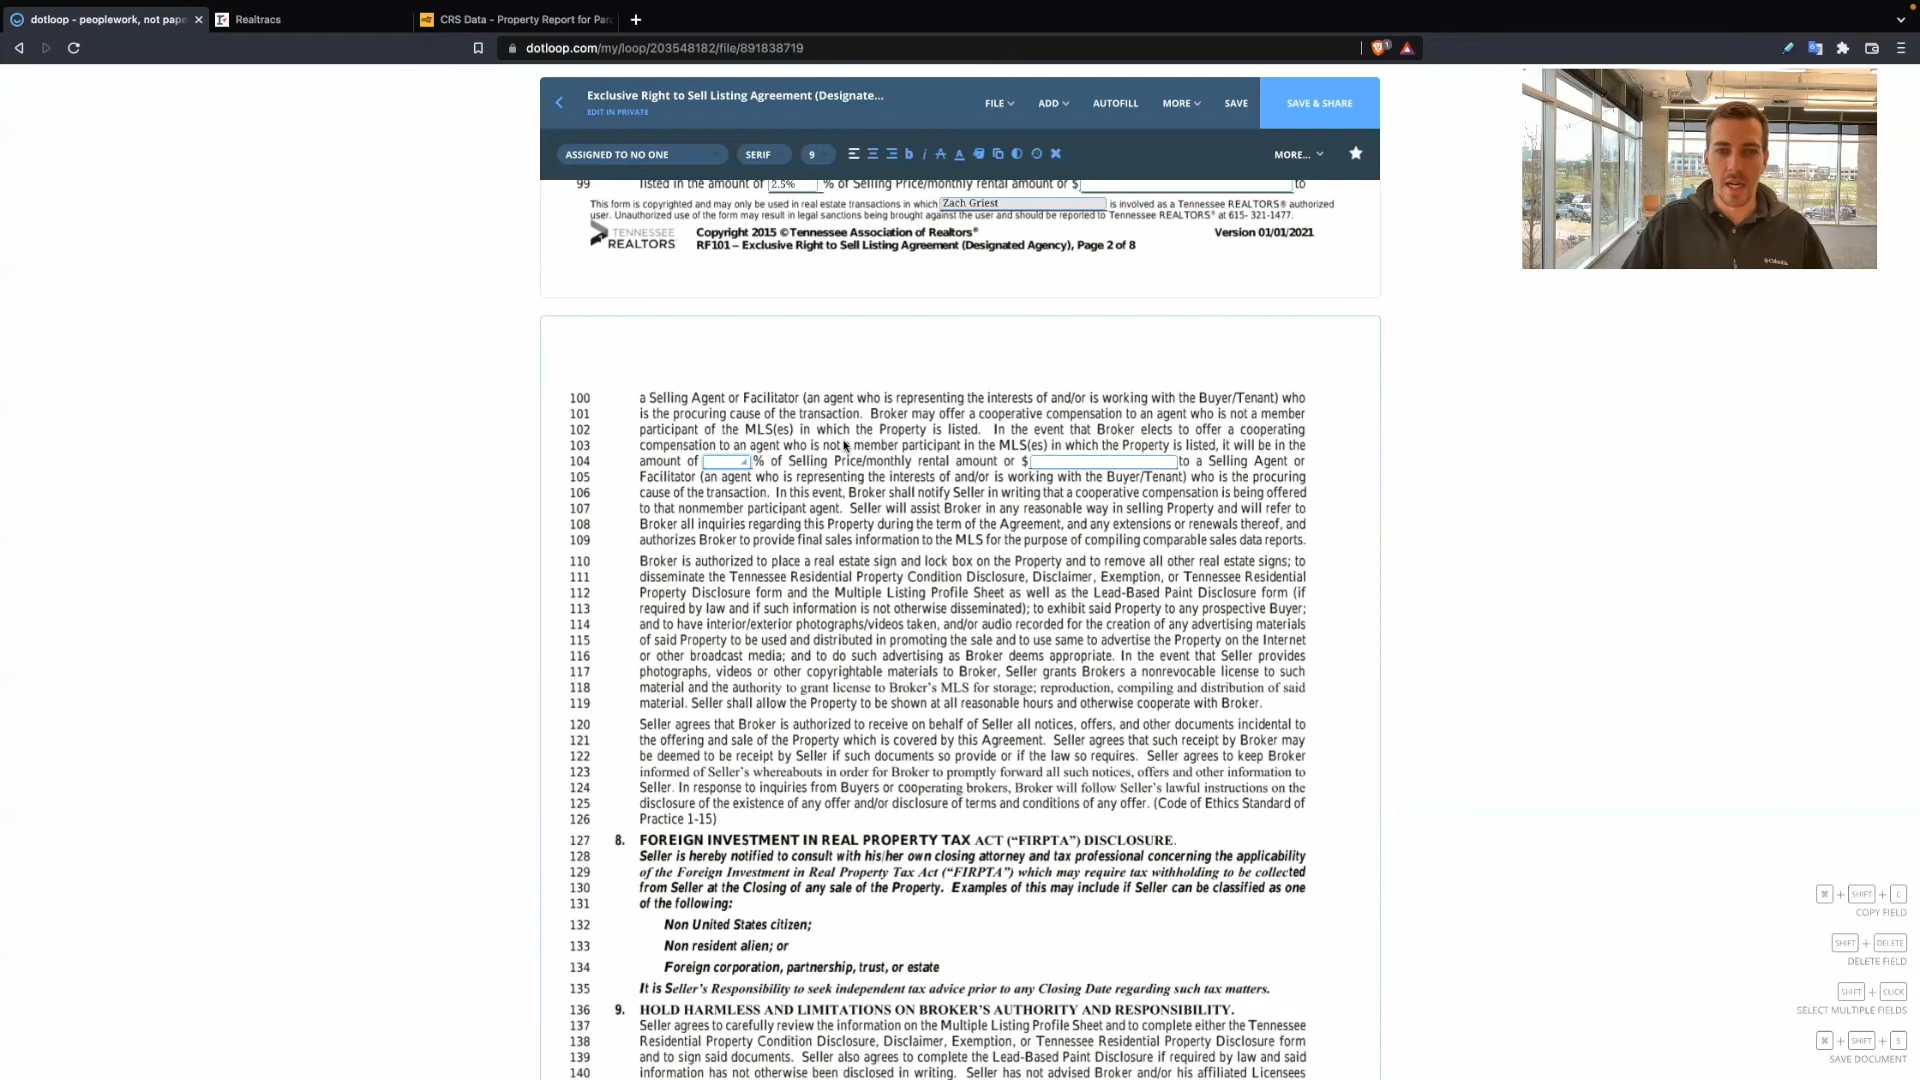 dotloop - peoplework, not pape
Realtracs
CRS Data - Property Report for Par
dotloop.com/my/loop/203548182/file/891838719
1
Exclusive Right to Sell Listing Agreement (Designate...
EDIT IN PRIVATE
FILE
ADD
AUTOFILL
MORE
SAVE
SAVE & SHARE
ASSIGNED TO NO ONE
SERIF
9
b
i
A
A
MORE...
99 listed in the amount of 2.5% % of Selling Price/monthly rental amount or $ to
This form is copyrighted and may only be used in real estate transactions in which Zach Griest is involved as a Tennessee REALTORS® authorized
user. Unauthorized use of the form may result in legal sanctions being brought against the user and should be reported to Tennessee REALTORS® at 615- 321-1477.
TENNESSEE
REALTORS
Copyright 2015 © Tennessee Association of Realtors®
RF101 – Exclusive Right to Sell Listing Agreement (Designated Agency), Page 2 of 8
Version 01/01/2021
100 a Selling Agent or Facilitator (an agent who is representing the interests of and/or is working with the Buyer/Tenant) who
101 is the procuring cause of the transaction. Broker may offer a cooperative compensation to an agent who is not a member
102 participant of the MLS(es) in which the Property is listed. In the event that Broker elects to offer a cooperating
103 compensation to an agent who is not member participant in the MLS(es) in which the Property is listed, it will be in the
104 amount of % of Selling Price/monthly rental amount or $ to a Selling Agent or
105 Facilitator (an agent who is representing the interests of and/or is working with the Buyer/Tenant) who is the procuring
106 cause of the transaction. In this event, Broker shall notify Seller in writing that a cooperative compensation is being offered
107 to that nonmember participant agent. Seller will assist Broker in any reasonable way in selling Property and will refer to
108 Broker all inquiries regarding this Property during the term of the Agreement, and any extensions or renewals thereof, and
109 authorizes Broker to provide final sales information to the MLS for the purpose of compiling comparable sales data reports.
110 Broker is authorized to place a real estate sign and lock box on the Property and to remove all other real estate signs; to
111 disseminate the Tennessee Residential Property Condition Disclosure, Disclaimer, Exemption, or Tennessee Residential
112 Property Disclosure form and the Multiple Listing Profile Sheet as well as the Lead-Based Paint Disclosure form (if
113 required by law and if such information is not otherwise disseminated); to exhibit said Property to any prospective Buyer;
114 and to have interior/exterior photographs/videos taken, and/or audio recorded for the creation of any advertising materials
115 of said Property to be used and distributed in promoting the sale and to use same to advertise the Property on the Internet
116 or other broadcast media; and to do such advertising as Broker deems appropriate. In the event that Seller provides
117 photographs, videos or other copyrightable materials to Broker, Seller grants Brokers a nonrevocable license to such
118 material and the authority to grant license to Broker's MLS for storage; reproduction, compiling and distribution of said
119 material. Seller shall allow the Property to be shown at all reasonable hours and otherwise cooperate with Broker.
120 Seller agrees that Broker is authorized to receive on behalf of Seller all notices, offers, and other documents incidental to
121 the offering and sale of the Property which is covered by this Agreement. Seller agrees that such receipt by Broker may
122 be deemed to be receipt by Seller if such documents so provide or if the law so requires. Seller agrees to keep Broker
123 informed of Seller's whereabouts in order for Broker to promptly forward all such notices, offers and other information to
124 Seller. In response to inquiries from Buyers or cooperating brokers, Broker will follow Seller's lawful instructions on the
125 disclosure of the existence of any offer and/or disclosure of terms and conditions of any offer. (Code of Ethics Standard of
126 Practice 1-15)
127 8. FOREIGN INVESTMENT IN REAL PROPERTY TAX ACT (“FIRPTA”) DISCLOSURE.
128 Seller is hereby notified to consult with his/her own closing attorney and tax professional concerning the applicability
129 of the Foreign Investment in Real Property Tax Act (“FIRPTA”) which may require tax withholding to be collected
130 from Seller at the Closing of any sale of the Property. Examples of this may include if Seller can be classified as one
131 of the following:
132 Non United States citizen;
133 Non resident alien; or
134 Foreign corporation, partnership, trust, or estate
135 It is Seller's Responsibility to seek independent tax advice prior to any Closing Date regarding such tax matters.
136 9. HOLD HARMLESS AND LIMITATIONS ON BROKER'S AUTHORITY AND RESPONSIBILITY.
137 Seller agrees to carefully review the information on the Multiple Listing Profile Sheet and to complete either the Tennessee
138 Residential Property Condition Disclosure, Disclaimer, Exemption, or Tennessee Residential Property Disclosure form
139 and to sign said documents. Seller also agrees to complete the Lead-Based Paint Disclosure if required by law and said
140 information has not otherwise been disclosed in writing. Seller has not advised Broker and/or his affiliated Licensees
Columbia
⌘ + SHIFT + C
COPY FIELD
SHIFT + DELETE
DELETE FIELD
SHIFT + CLICK
SELECT MULTIPLE FIELDS
⌘ + SHIFT + S
SAVE DOCUMENT